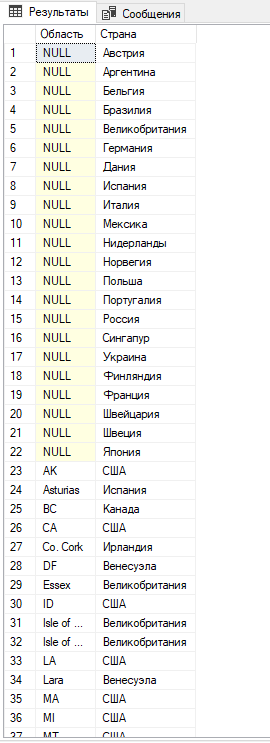 Результаты Сообщения
Область Страна
1 NULL Австрия
2 NULL Аргентина
3 NULL Бельгия
4 NULL Бразилия
5 NULL Великобритания
6 NULL Германия
7 NULL Дания
8 NULL Испания
9 NULL Италия
10 NULL Мексика
11 NULL Нидерланды
12 NULL Норвегия
13 NULL Польша
14 NULL Португалия
15 NULL Россия
16 NULL Сингапур
17 NULL Украина
18 NULL Финляндия
19 NULL Франция
20 NULL Швейцария
21 NULL Швеция
22 NULL Япония
23 AK США
24 Asturias Испания
25 BC Канада
26 CA США
27 Co. Cork Ирландия
28 DF Венесуэла
29 Essex Великобритания
30 ID США
31 Isle of ... Великобритания
32 Isle of ... Великобритания
33 LA США
34 Lara Венесуэла
35 MA США
36 MI США
37 MT США